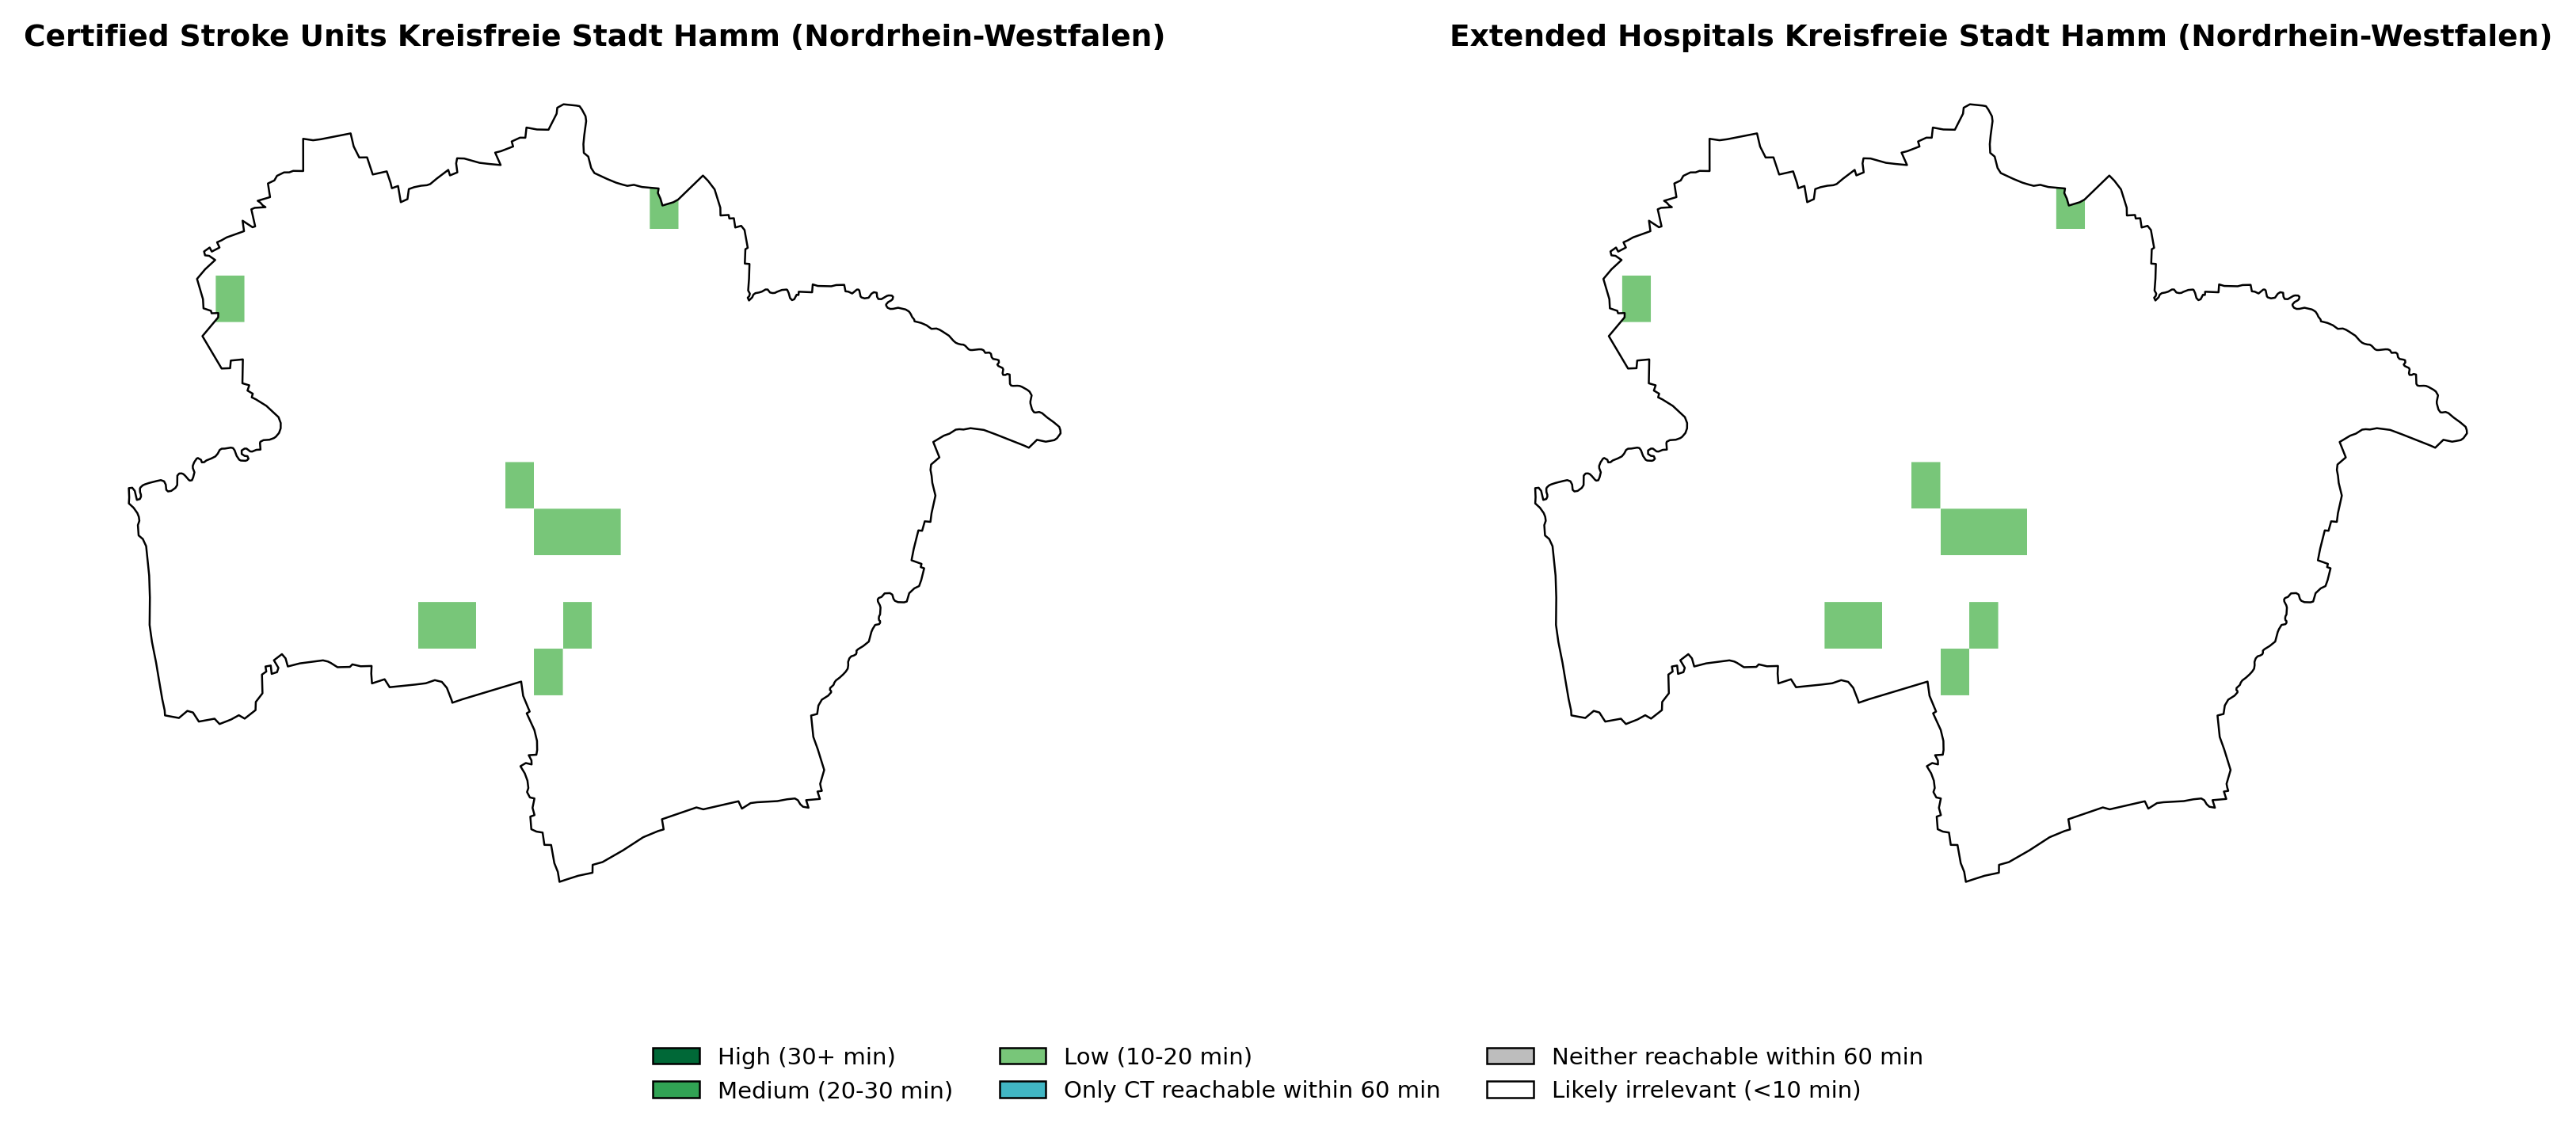 Certified Stroke Units Kreisfreie Stadt Hamm (Nordrhein-Westfalen)
Extended Hospitals Kreisfreie Stadt Hamm (Nordrhein-Westfalen)
High (30+ min)
Medium (20-30 min)
Low (10-20 min)
Only CT reachable within 60 min
Neither reachable within 60 min
Likely irrelevant (<10 min)